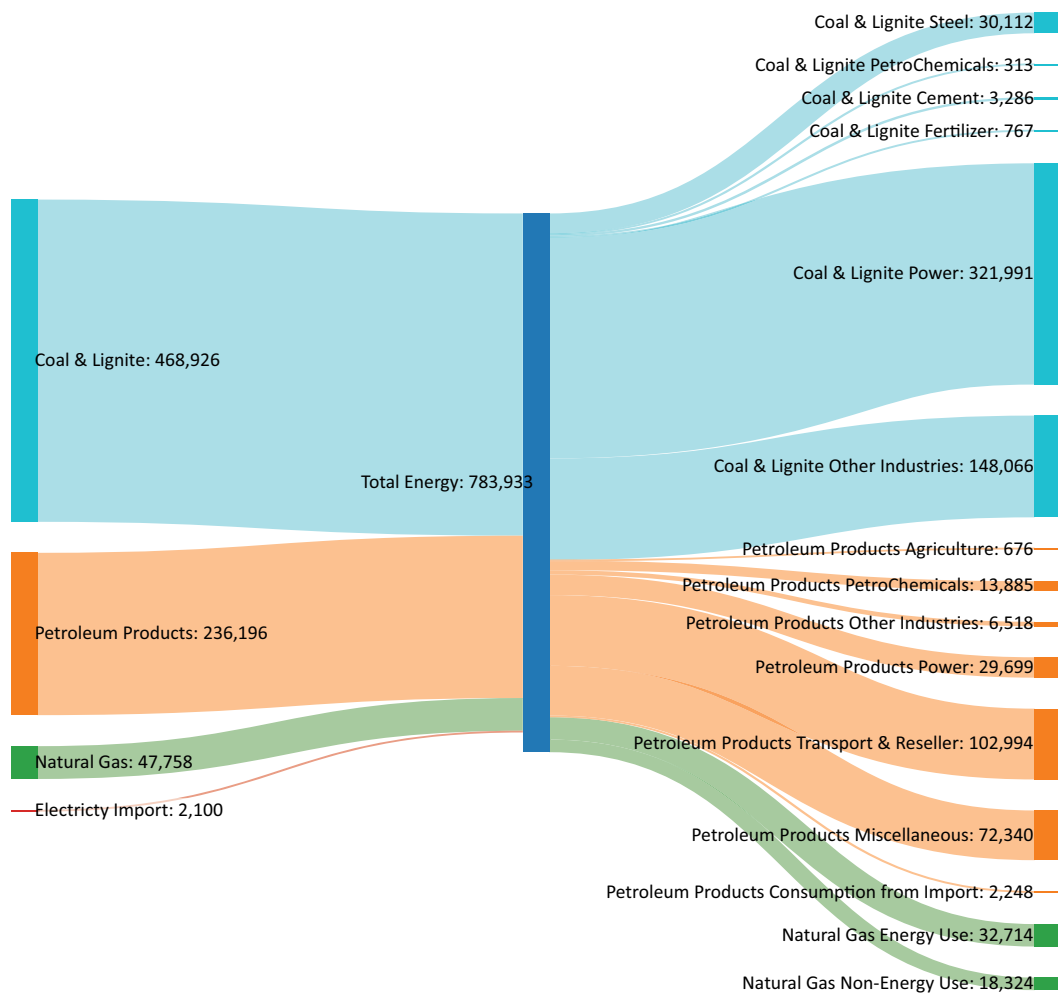 Coal & Lignite: 468,926
Petroleum Products: 236,196
Natural Gas: 47,758
Electricty Import: 2,100
Total Energy: 783,933
Coal & Lignite Steel: 30,112
Coal & Lignite PetroChemicals: 313
Coal & Lignite Cement: 3,286
Coal & Lignite Fertilizer: 767
Coal & Lignite Power: 321,991
Coal & Lignite Other Industries: 148,066
Petroleum Products Agriculture: 676
Petroleum Products PetroChemicals: 13,885
Petroleum Products Other Industries: 6,518
Petroleum Products Power: 29,699
Petroleum Products Transport & Reseller: 102,994
Petroleum Products Miscellaneous: 72,340
Petroleum Products Consumption from Import: 2,248
Natural Gas Energy Use: 32,714
Natural Gas Non-Energy Use: 18,324